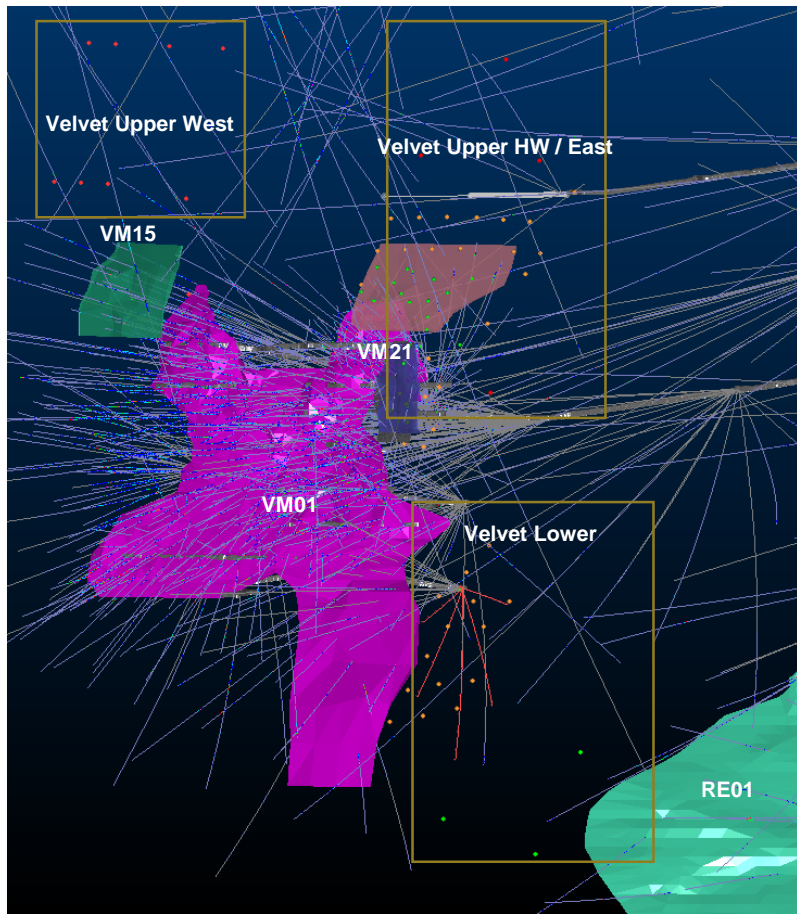 Velvet Upper West
Velvet Upper HW / East
VM15
VM21
VM01
Velvet Lower
RE01